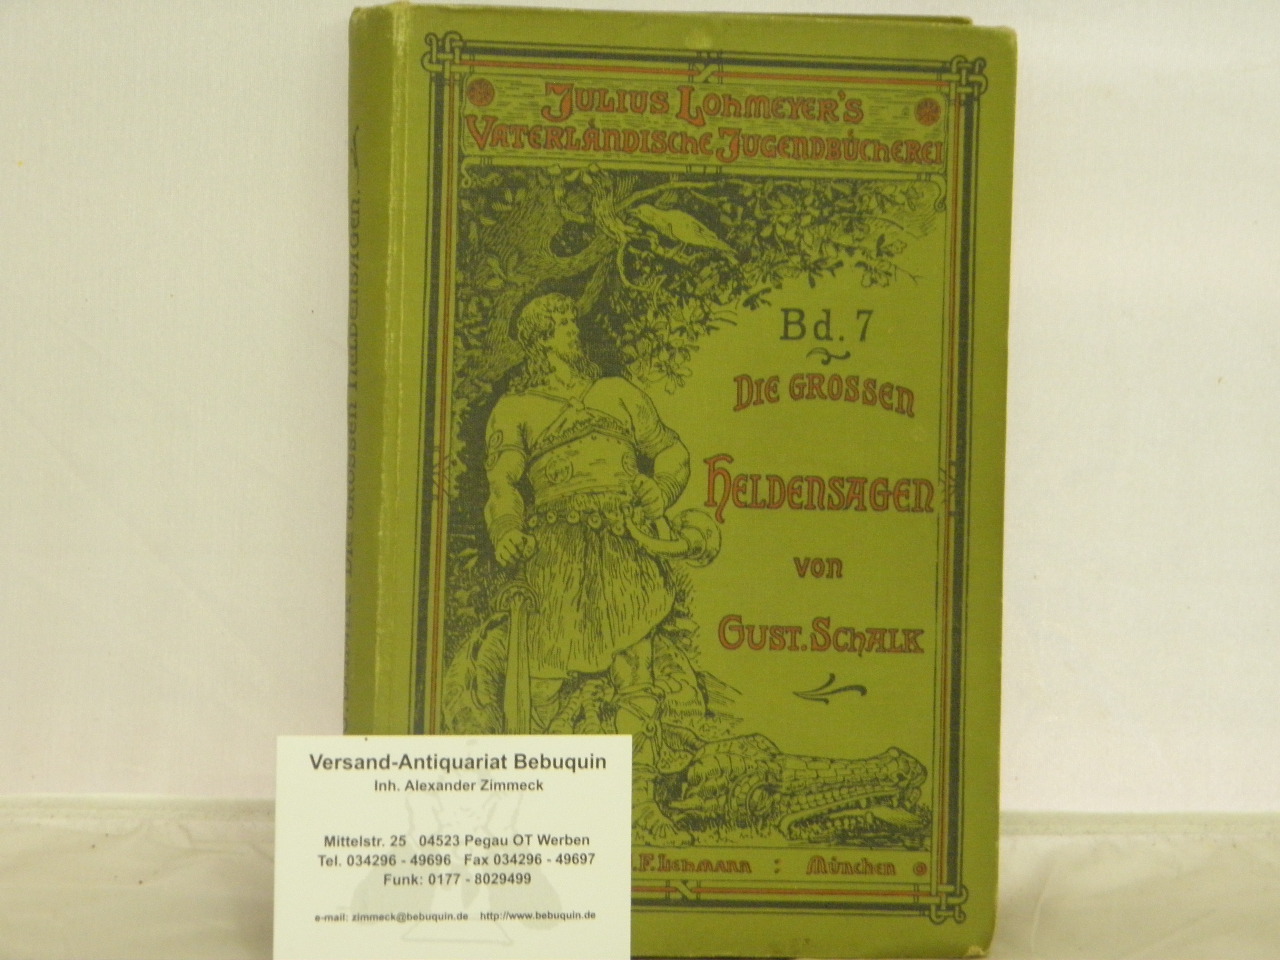 JULIUS LOHMEYER'S
VATERLÄNDISCHE JUGENDBÜCHEREI
Bd. 7
DIE GROSSEN
HELDENSAGEN
VON
GUST. SCHALK
F. Lehmann : München
DIE GROSSEN HELDENSAGEN.
Versand-Antiquariat Bebuquin
Inh. Alexander Zimmeck
Mittelstr. 25 04523 Pegau OT Werben
Tel. 034296 - 49696 Fax 034296 - 49697
Funk: 0177 - 8029499
e-mail: zimmeck@bebuquin.de http://www.bebuquin.de